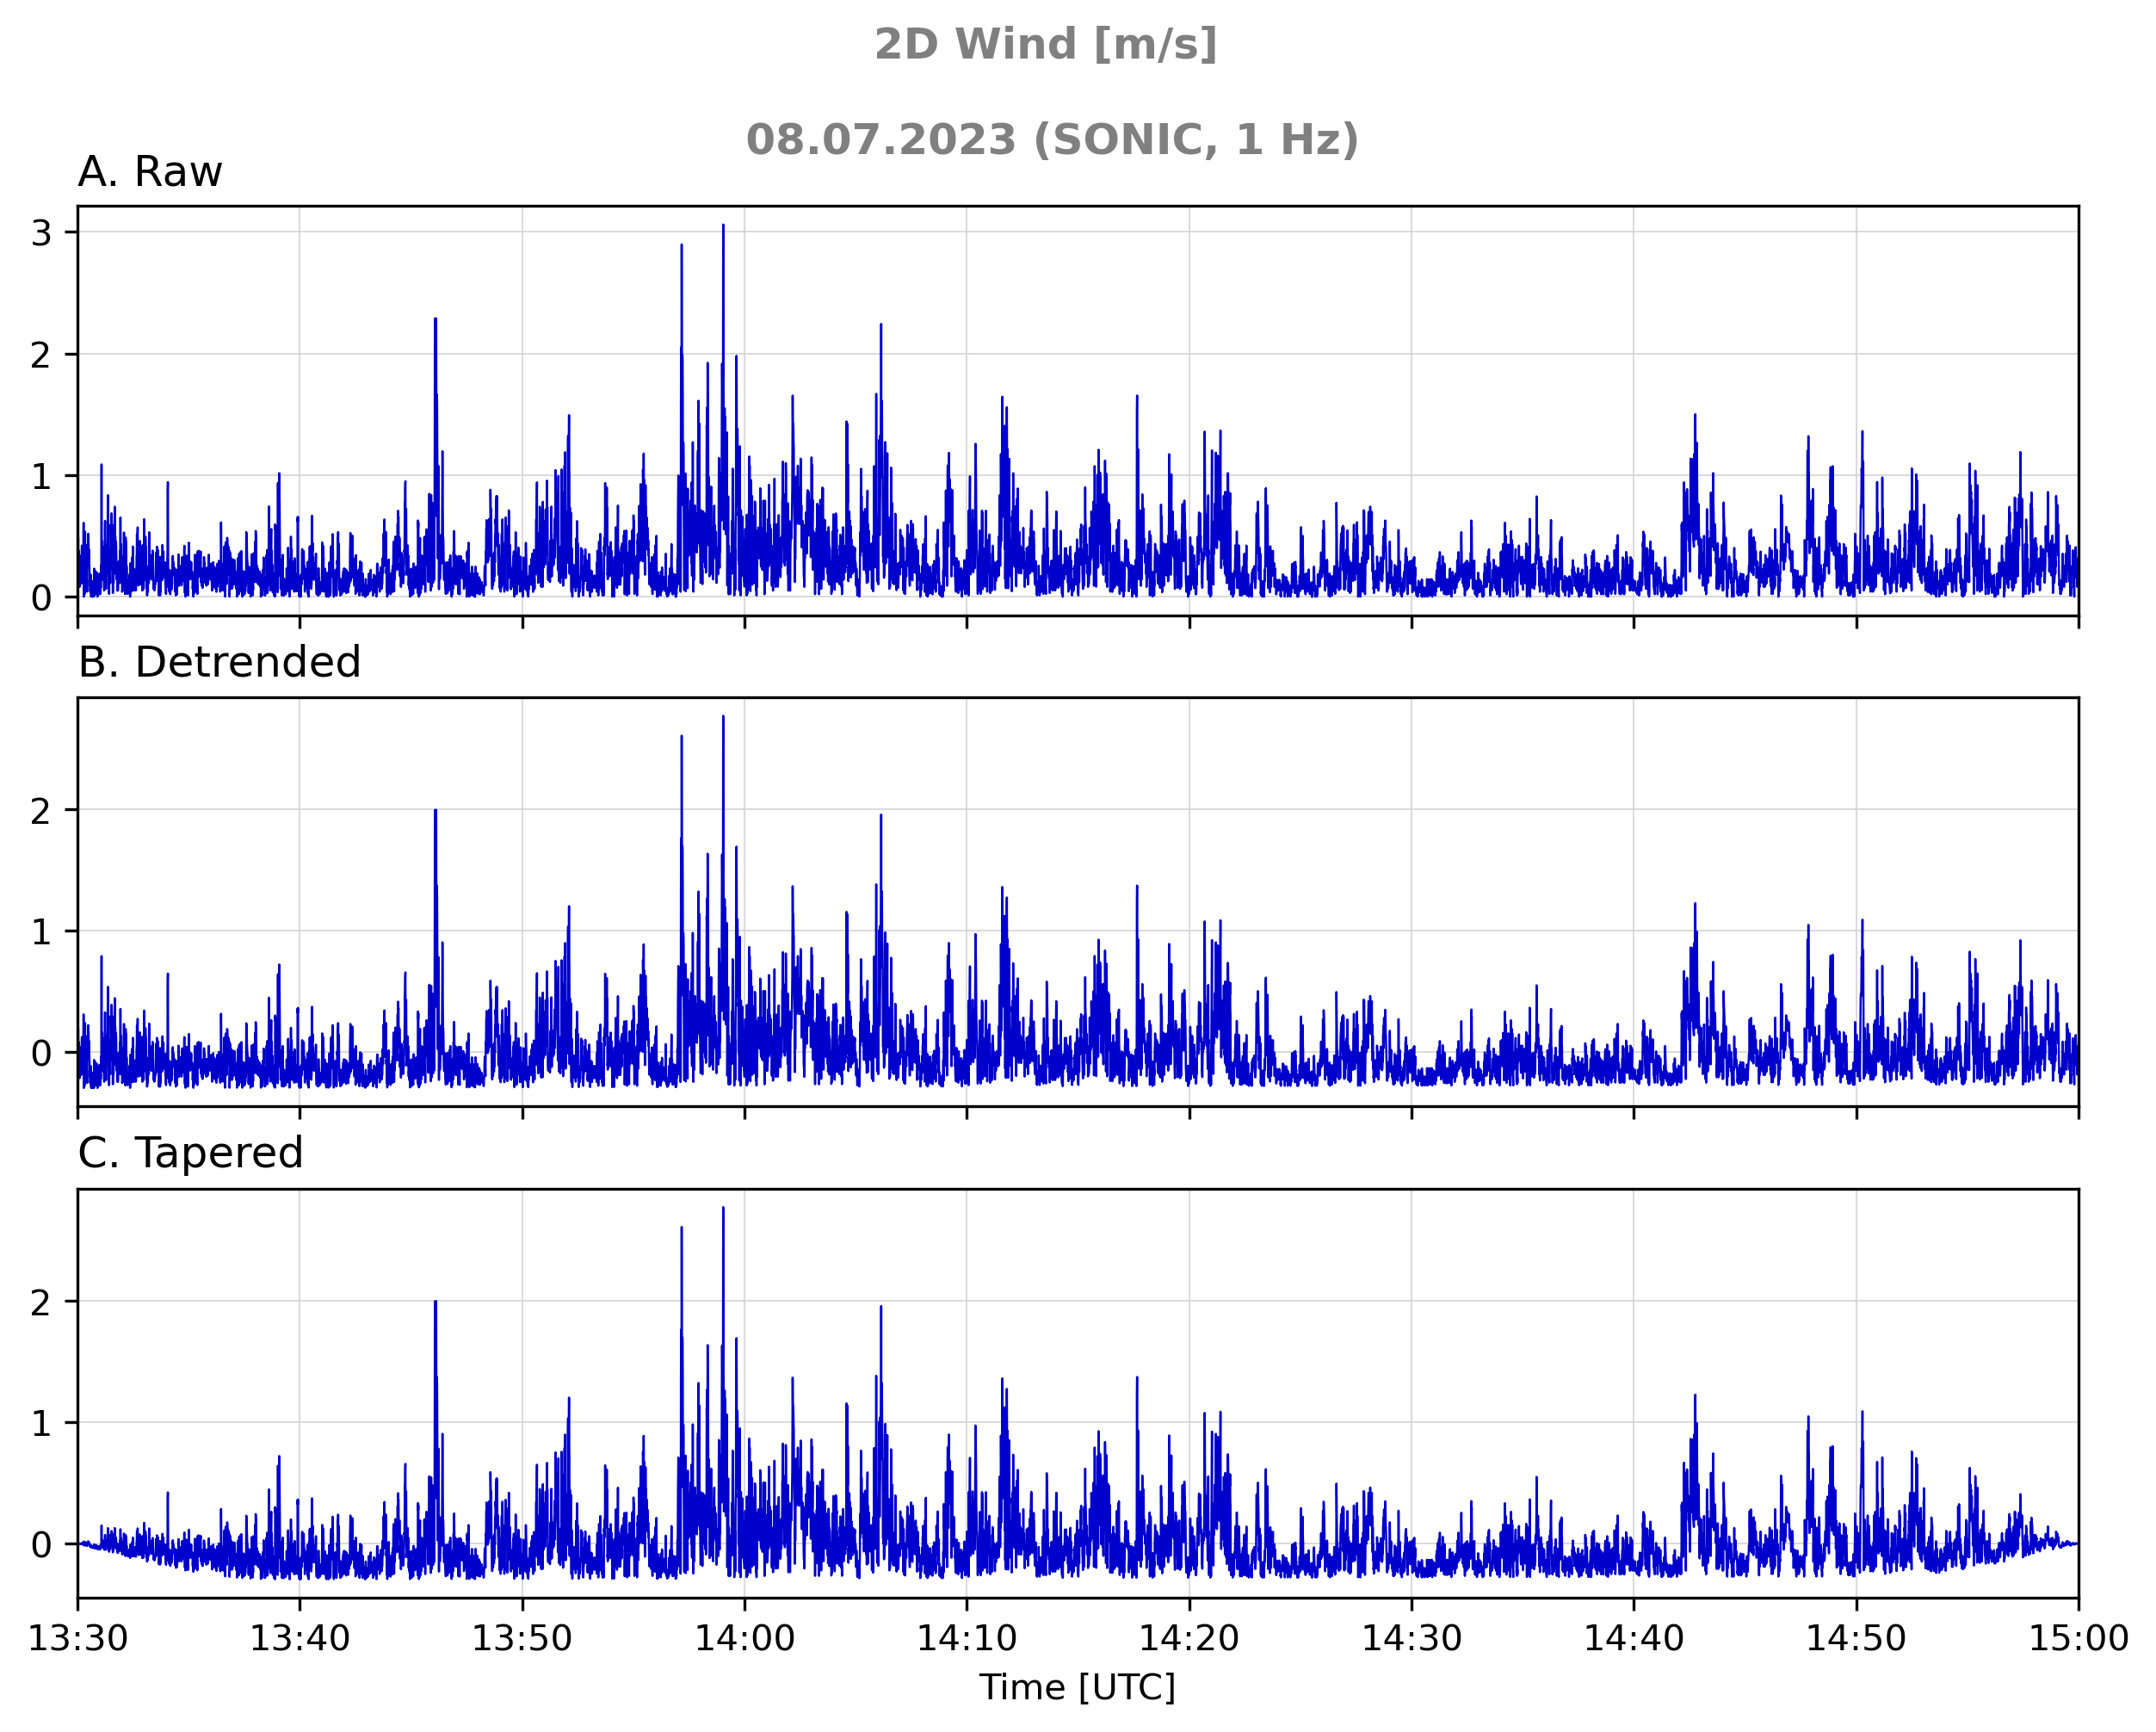 2D Wind [m/s]
08.07.2023 (SONIC, 1 Hz)
A. Raw
3
2
1
0
B. Detrended
2
1
0
C. Tapered
2
1
0
13:30 13:40 13:50 14:00 14:10 14:20 14:30 14:40 14:50 15:00
Time [UTC]